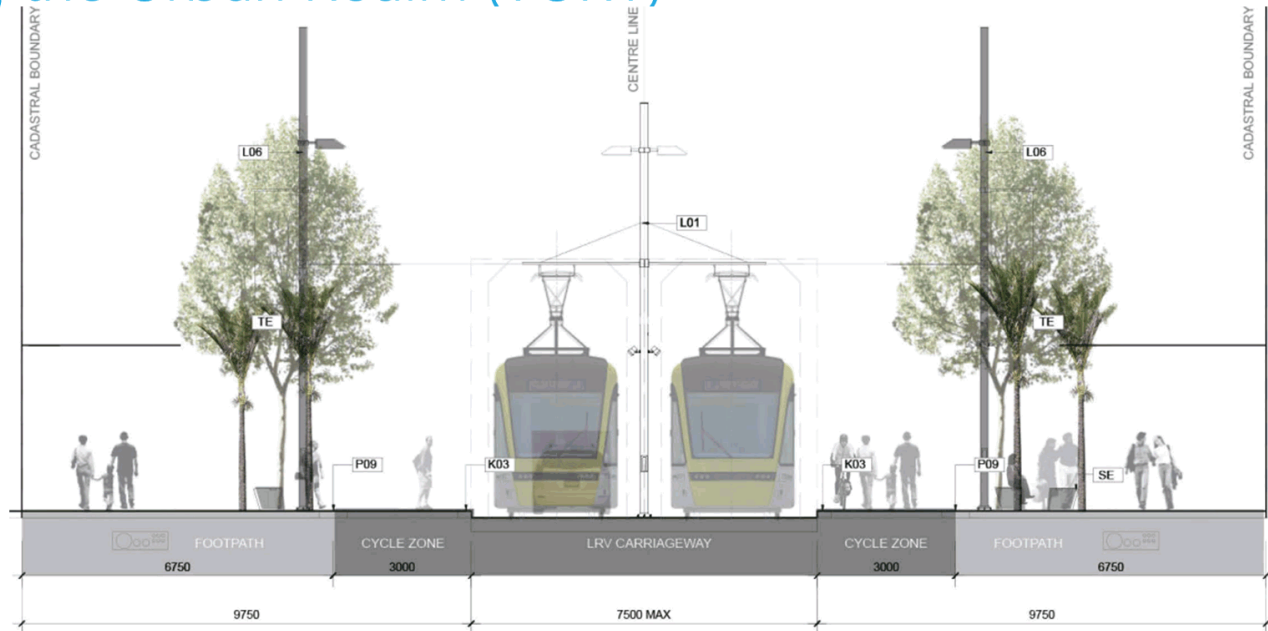 CADASTRAL BOUNDARY
CENTRE LINE
CADASTRAL BOUNDARY
L06
L06
L01
TE
TE
P09
K03
K03
P09
SE
FOOTPATH
CYCLE ZONE
LRV CARRIAGEWAY
CYCLE ZONE
FOOTPATH
6750
3000
3000
6750
9750
7500 MAX
9750